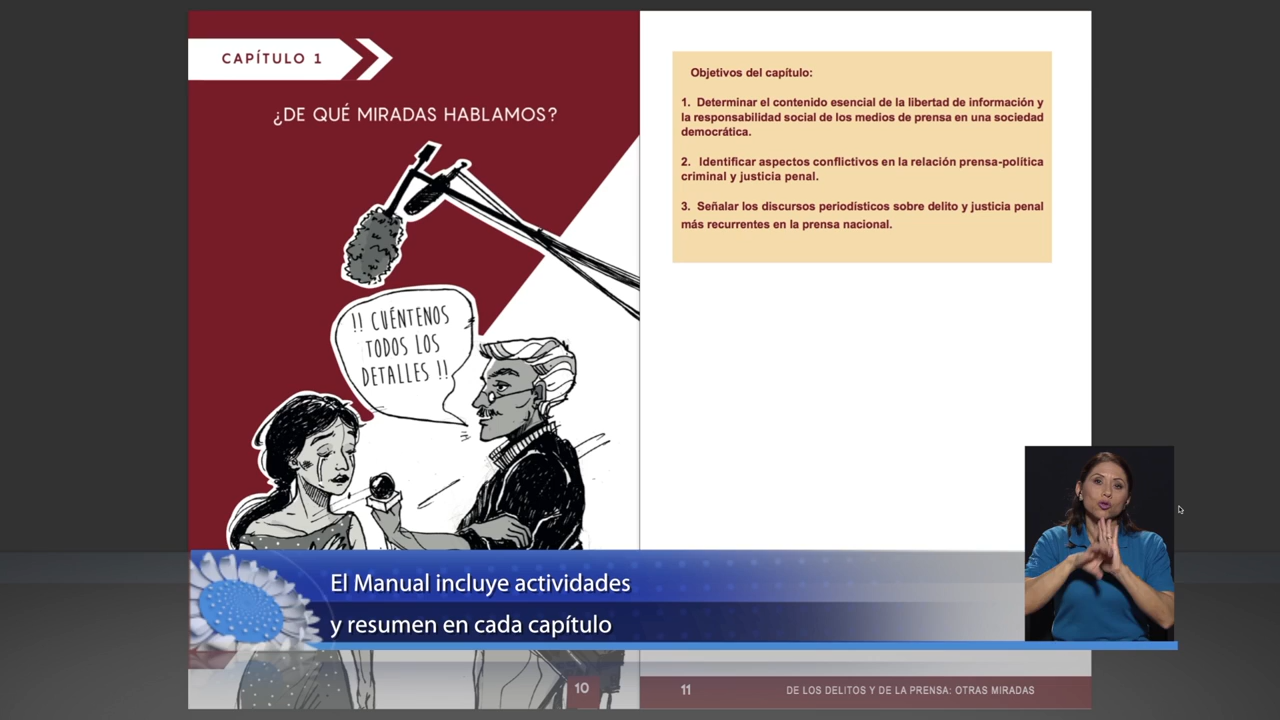 CAPÍTULO 1
¿DE QUÉ MIRADAS HABLAMOS?
!! CUÉNTENOS
TODOS LOS
DETALLES !!
Objetivos del capítulo:
1. Determinar el contenido esencial de la libertad de información y
la responsabilidad social de los medios de prensa en una sociedad
democrática.
2. Identificar aspectos conflictivos en la relación prensa-política
criminal y justicia penal.
3. Señalar los discursos periodísticos sobre delito y justicia penal
más recurrentes en la prensa nacional.
El Manual incluye actividades
y resumen en cada capítulo
10
11
DE LOS DELITOS Y DE LA PRENSA: OTRAS MIRADAS